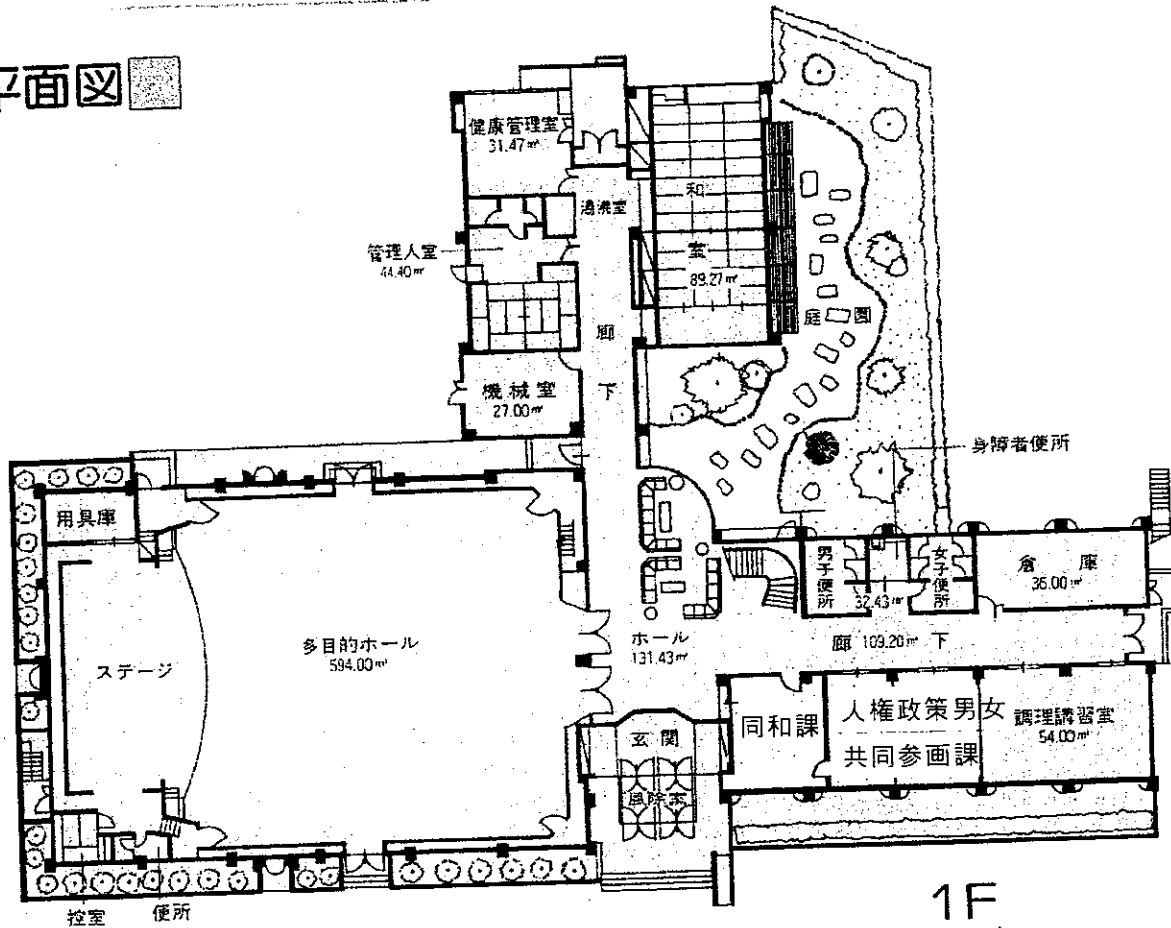 平面図
健康管理室
31.47㎡
湯沸室
和
室
89.27㎡
管理人室
44.40㎡
庭園
廊
下
機械室
27.00㎡
身障者便所
用具庫
男子便所
女子便所
倉庫
36.00㎡
32.43㎡
多目的ホール
594.00㎡
ステージ
ホール
131.43㎡
廊 109.20㎡ 下
同和課
人権政策男女
共同参画課
調理講習室
54.00㎡
玄関
風除室
控室
便所
1F